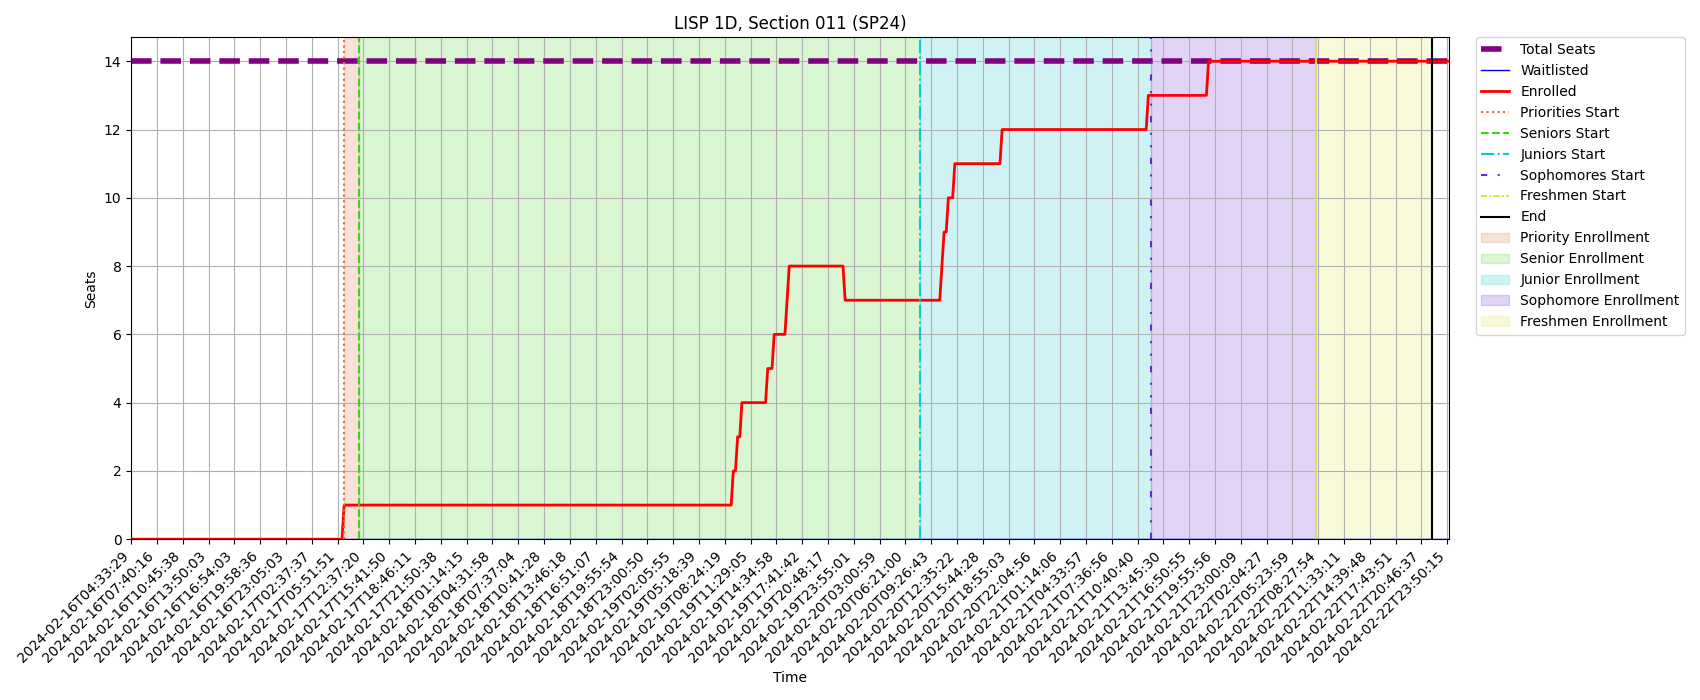 LISP 1D, Section 011 (SP24)
Seats
14
12
10
8
6
4
2
0
2024-02-16T04:33:29
2024-02-16T07:40:16
2024-02-16T10:45:38
2024-02-16T13:50:03
2024-02-16T16:54:03
2024-02-16T19:58:36
2024-02-16T23:05:03
2024-02-17T02:37:37
2024-02-17T05:51:51
2024-02-17T12:37:20
2024-02-17T15:41:50
2024-02-17T18:46:11
2024-02-17T21:50:38
2024-02-18T01:14:15
2024-02-18T04:31:58
2024-02-18T07:37:04
2024-02-18T10:41:28
2024-02-18T13:46:18
2024-02-18T16:51:07
2024-02-18T19:55:54
2024-02-18T23:00:50
2024-02-19T02:05:55
2024-02-19T05:18:39
2024-02-19T08:24:19
2024-02-19T11:29:05
2024-02-19T14:34:58
2024-02-19T17:41:42
2024-02-19T20:48:17
2024-02-19T23:55:01
2024-02-20T03:00:59
2024-02-20T06:21:00
2024-02-20T09:26:43
2024-02-20T12:35:22
2024-02-20T15:44:28
2024-02-20T18:55:03
2024-02-20T22:04:56
2024-02-21T01:14:06
2024-02-21T04:33:57
2024-02-21T07:36:56
2024-02-21T10:40:40
2024-02-21T13:45:30
2024-02-21T16:50:55
2024-02-21T19:55:56
2024-02-21T23:00:09
2024-02-22T02:04:27
2024-02-22T05:23:59
2024-02-22T08:27:54
2024-02-22T11:33:11
2024-02-22T14:39:48
2024-02-22T17:43:51
2024-02-22T20:46:37
2024-02-22T23:50:15
Time
Total Seats
Waitlisted
Enrolled
Priorities Start
Seniors Start
Juniors Start
Sophomores Start
Freshmen Start
End
Priority Enrollment
Senior Enrollment
Junior Enrollment
Sophomore Enrollment
Freshmen Enrollment